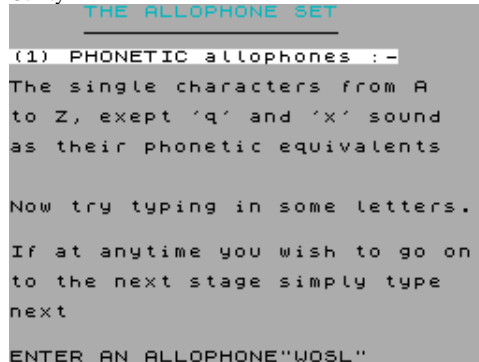 THE ALLOPHONE SET
(1) PHONETIC allophones :-
The single characters from A
to Z, exept 'q' and 'x' sound
as their phonetic equivalents
Now try typing in some letters.
If at anytime you wish to go on
to the next stage simply type
next
ENTER AN ALLOPHONE"WOSL"